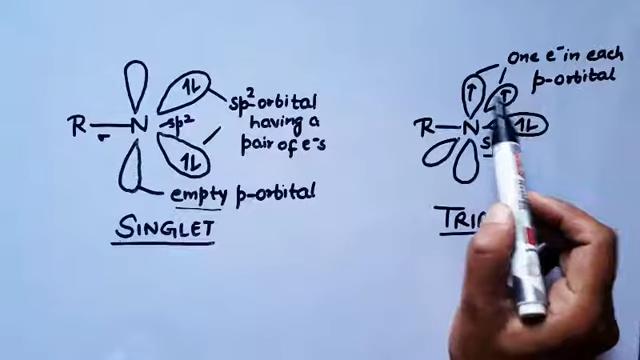 one e⁻ in each
p-orbital
R
N
sp²
sp² orbital
having a
pair of e⁻s
empty p-orbital
SINGLET
R
N